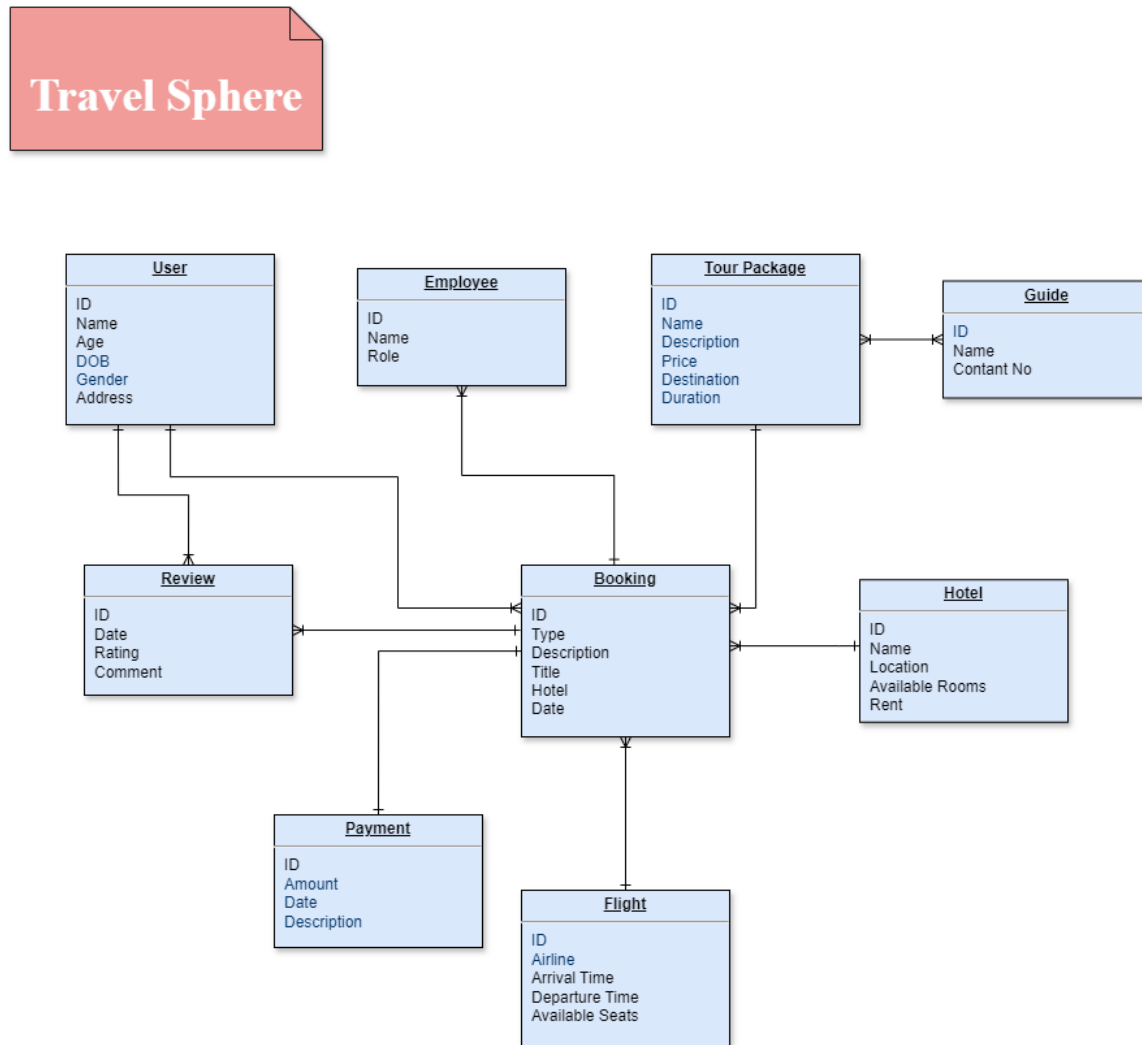 Travel Sphere
User
ID
Name
Age
DOB
Gender
Address
Employee
ID
Name
Role
Tour Package
ID
Name
Description
Price
Destination
Duration
Guide
ID
Name
Contant No
Review
ID
Date
Rating
Comment
Booking
ID
Type
Description
Title
Hotel
Date
Hotel
ID
Name
Location
Available Rooms
Rent
Payment
ID
Amount
Date
Description
Flight
ID
Airline
Arrival Time
Departure Time
Available Seats